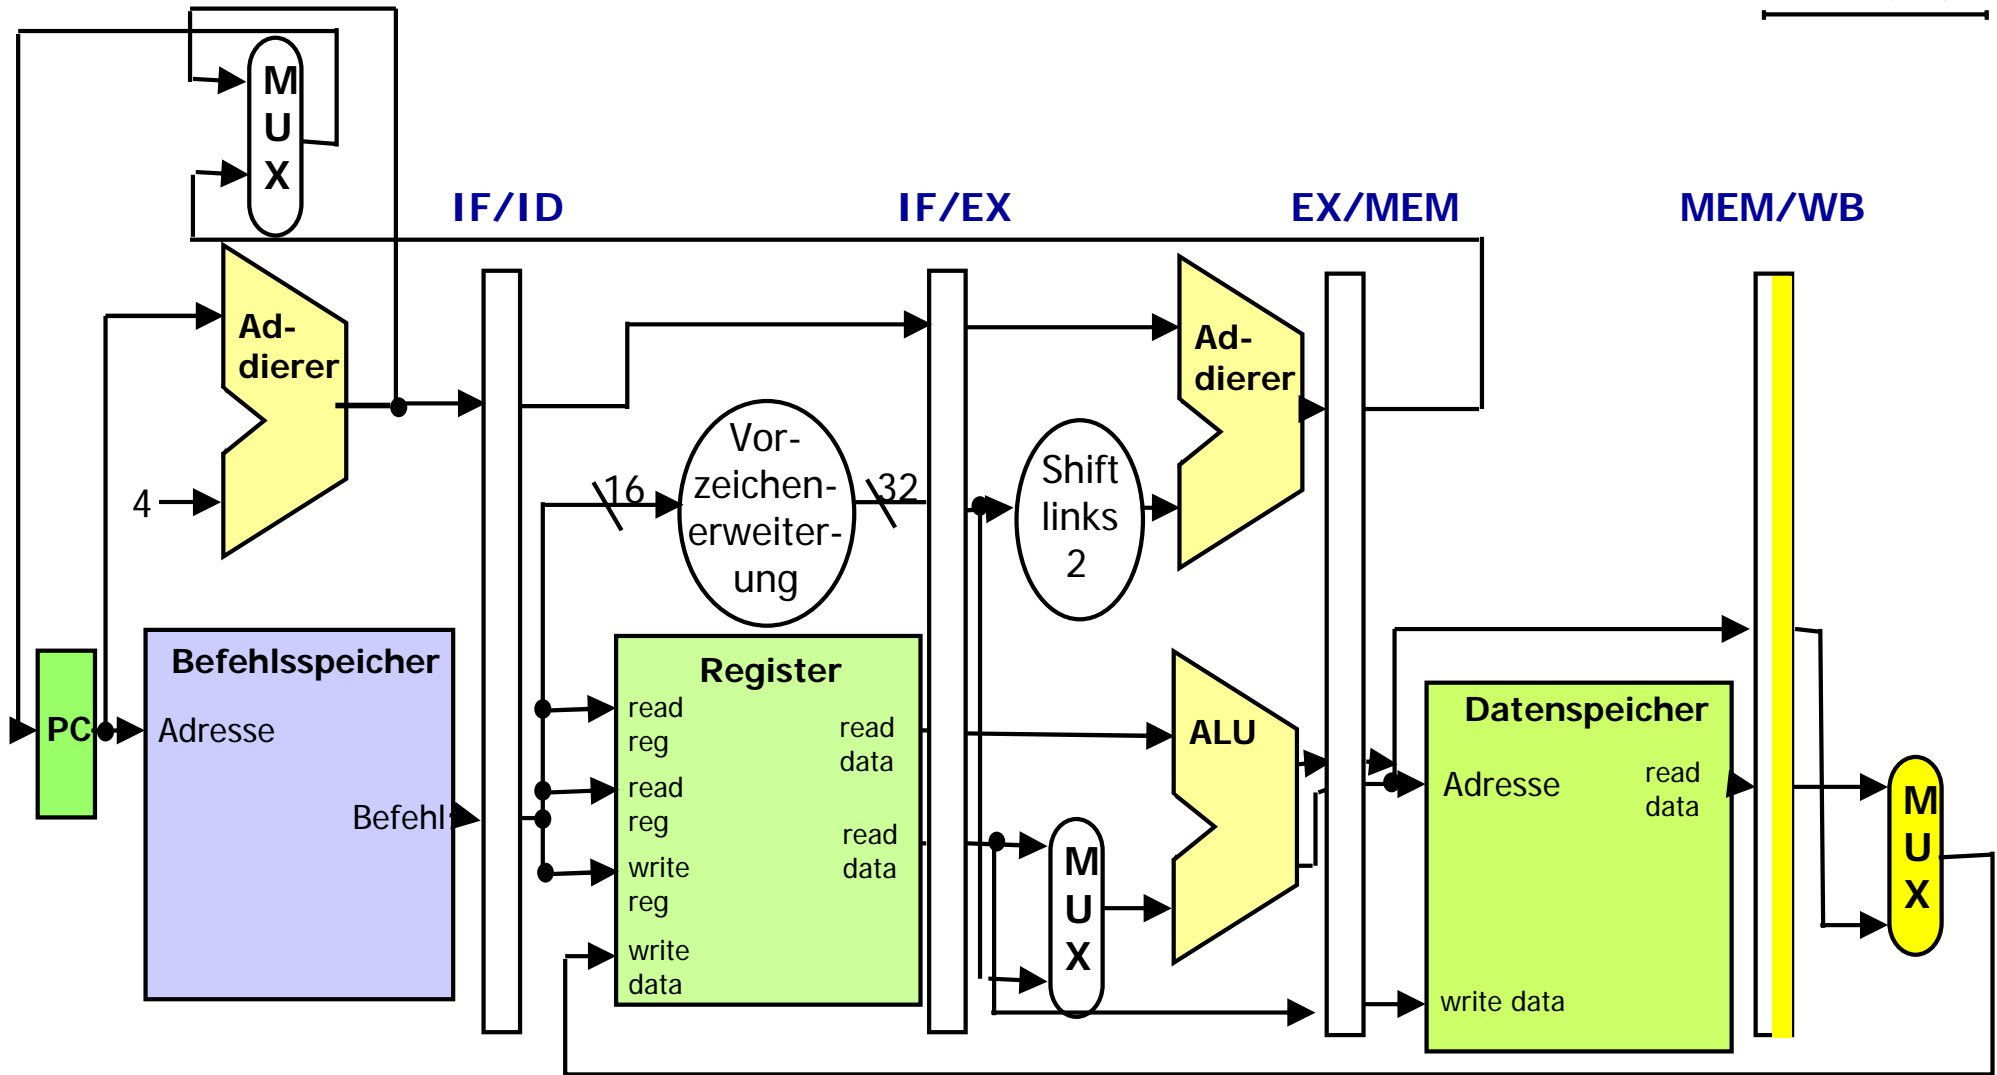 M
U
X
IF/ID
IF/EX
EX/MEM
MEM/WB
Ad-
dierer
4
16
Vor-
zeichen-
erweiter-
ung
32
Shift
links
2
Ad-
dierer
PC
Befehlsspeicher
Adresse
Befehl
Register
read
reg
read
reg
write
reg
write
data
read
data
read
data
M
U
X
ALU
Datenspeicher
Adresse
read
data
write data
M
U
X